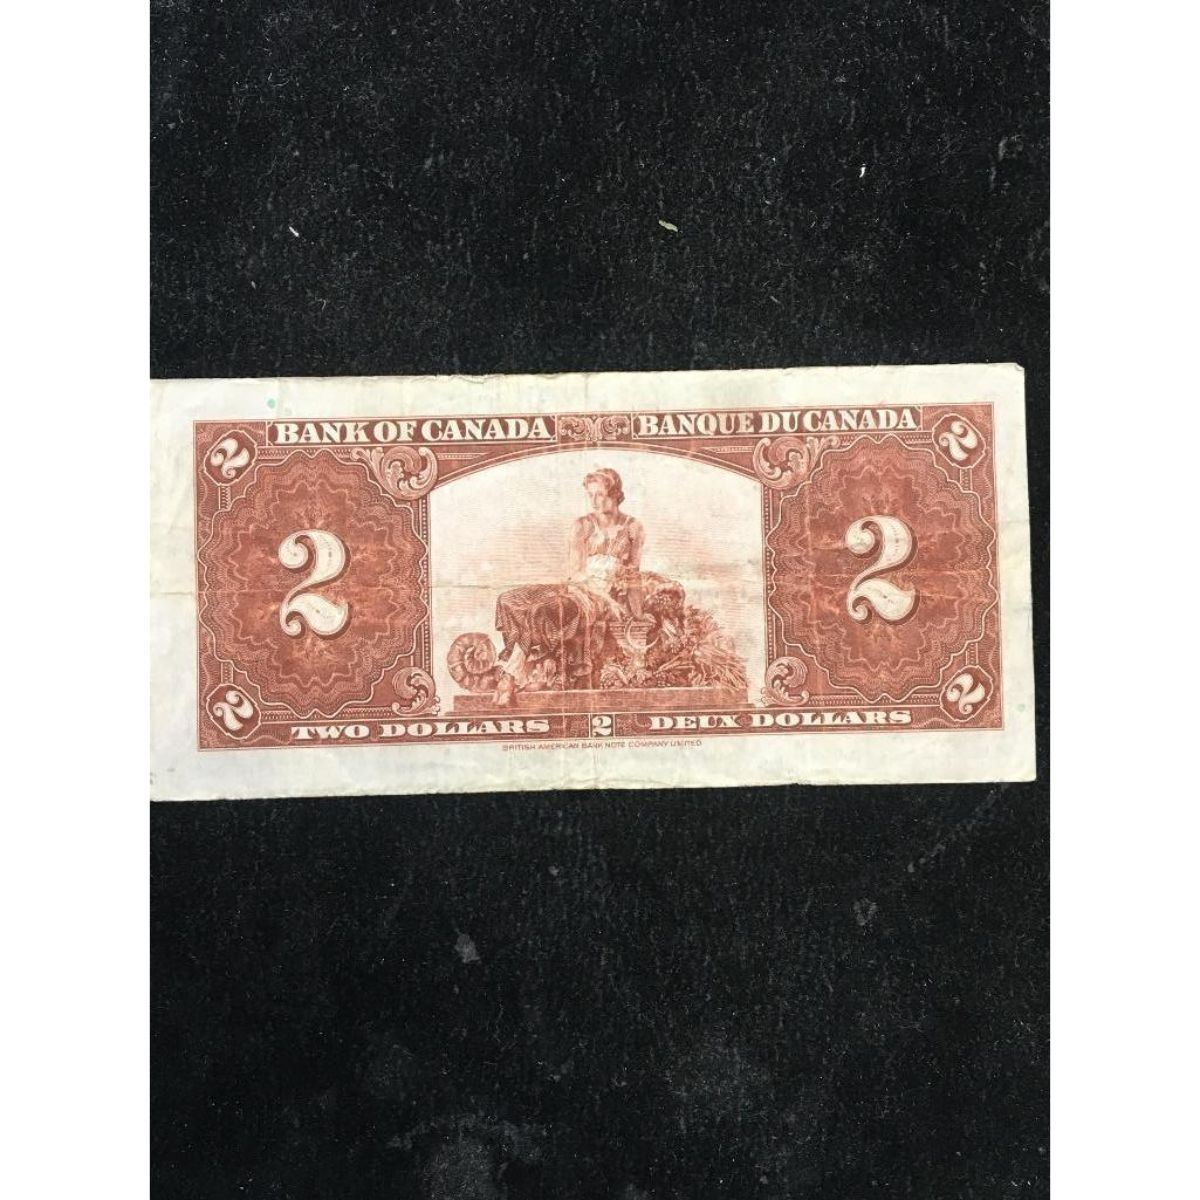 2 BANK OF CANADA BANQUE DU CANADA 2
2 2
2 TWO DOLLARS 2 DEUX DOLLARS 2
BRITISH AMERICAN BANK NOTE COMPANY LIMITED